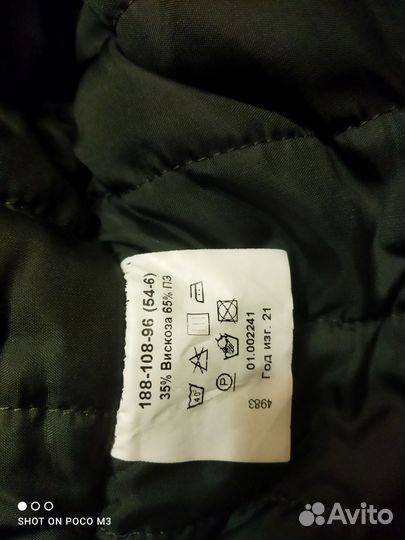 188-108-96 (54-6)
35% Вискоза 65% ПЭ
40
P
01.002241
Год изг. 21
4983
SHOT ON POCO M3
Avito